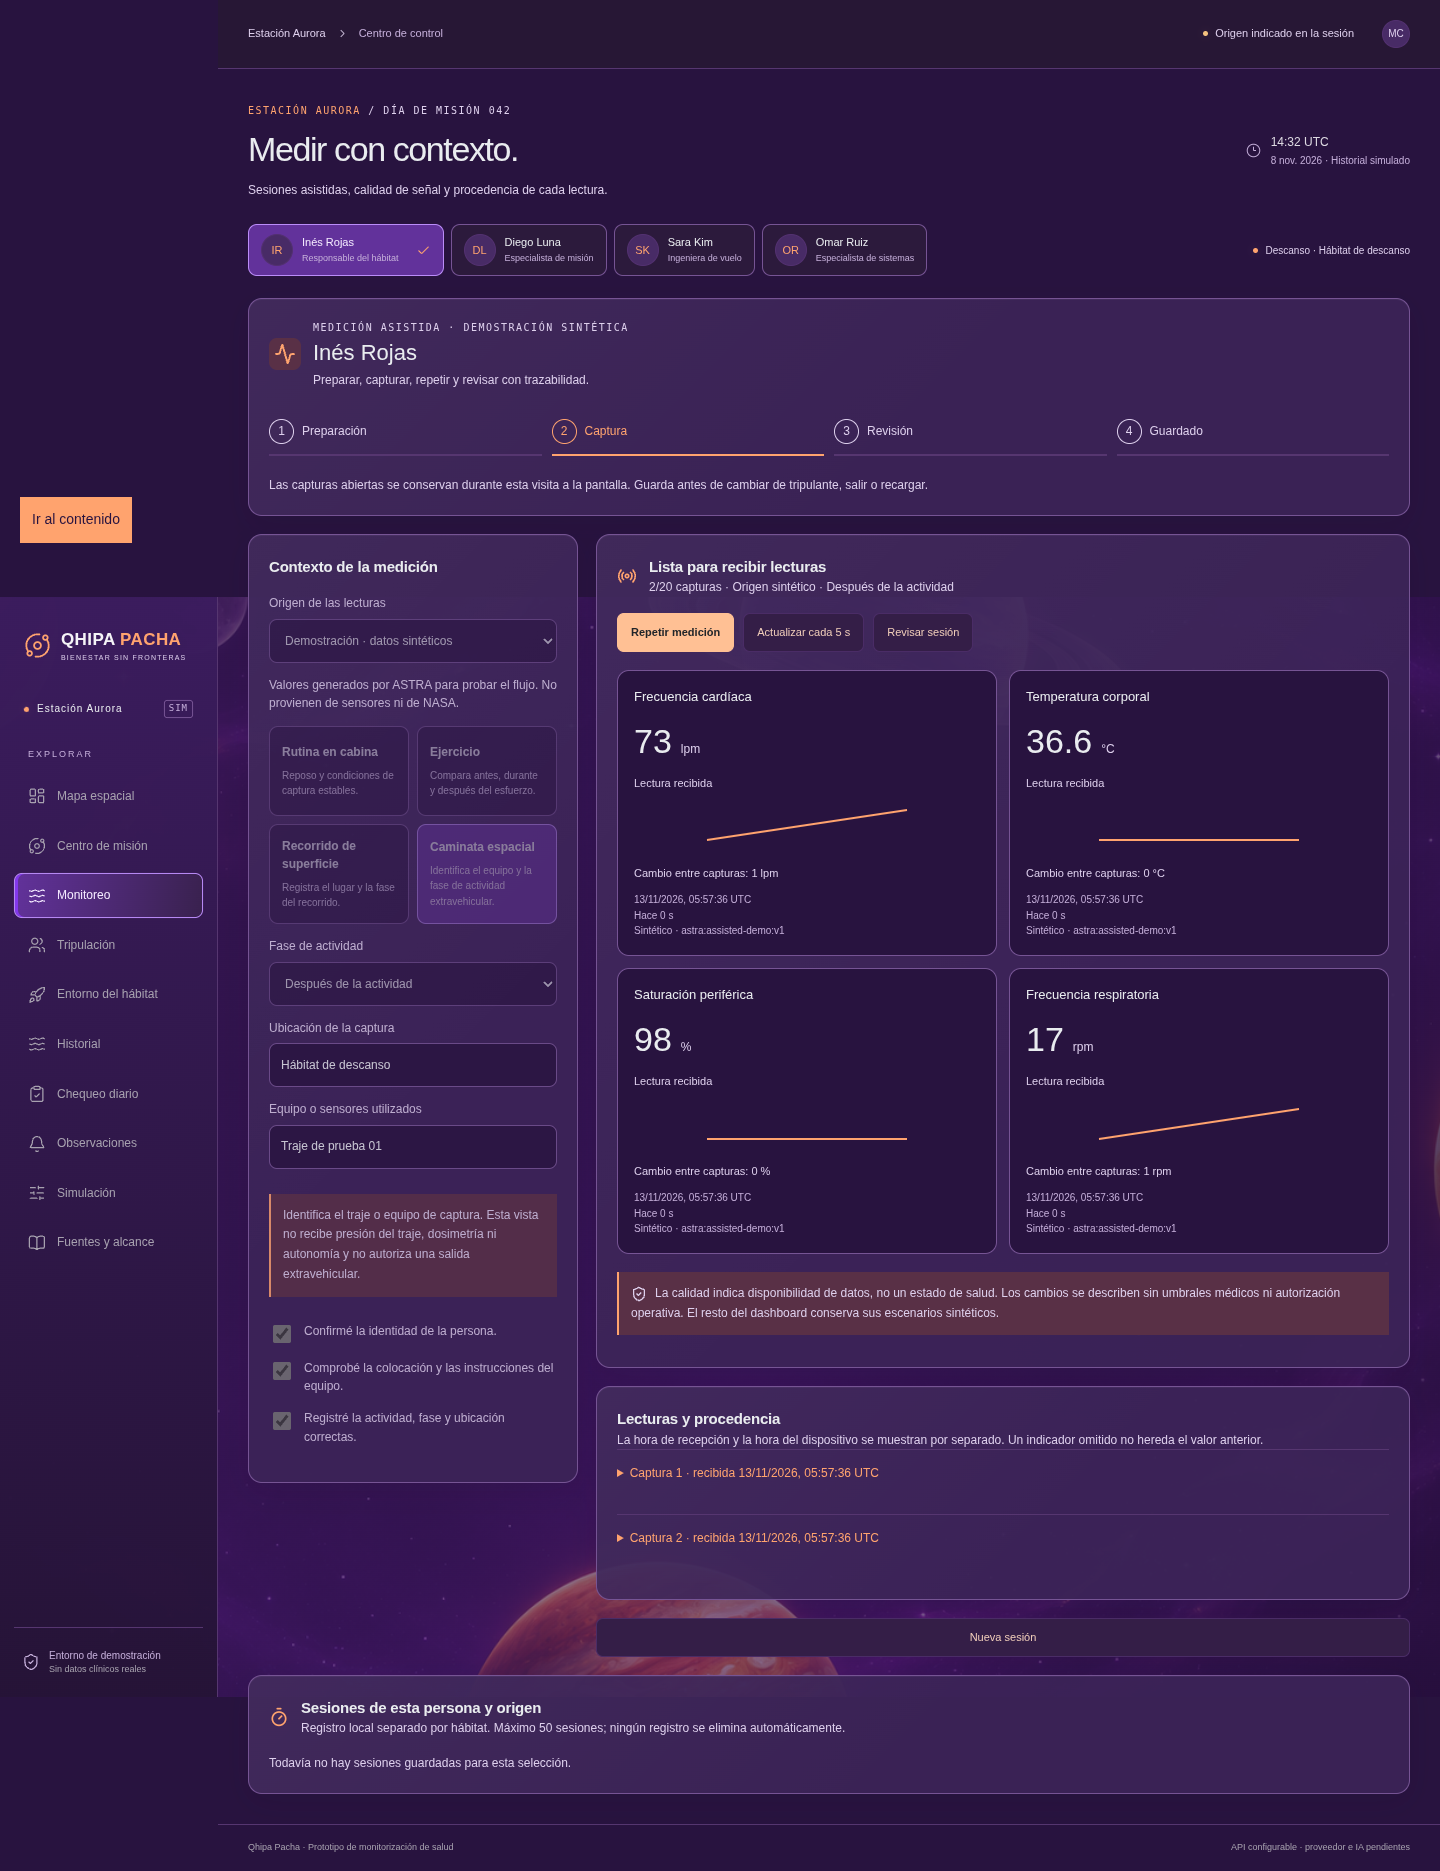 Estación Aurora
Centro de control
Origen indicado en la sesión
MC
ESTACIÓN AURORA / DÍA DE MISIÓN 042
Medir con contexto.
Sesiones asistidas, calidad de señal y procedencia de cada lectura.
14:32 UTC
8 nov. 2026 · Historial simulado
IR
Inés Rojas
Responsable del hábitat
DL
Diego Luna
Especialista de misión
SK
Sara Kim
Ingeniera de vuelo
OR
Omar Ruiz
Especialista de sistemas
Descanso · Hábitat de descanso
MEDICIÓN ASISTIDA · DEMOSTRACIÓN SINTÉTICA
Inés Rojas
Preparar, capturar, repetir y revisar con trazabilidad.
1 Preparación
2 Captura
3 Revisión
4 Guardado
Las capturas abiertas se conservan durante esta visita a la pantalla. Guarda antes de cambiar de tripulante, salir o recargar.
Ir al contenido
QHIPA PACHA
BIENESTAR SIN FRONTERAS
Estación Aurora
SIM
EXPLORAR
Mapa espacial
Centro de misión
Monitoreo
Tripulación
Entorno del hábitat
Historial
Chequeo diario
Observaciones
Simulación
Fuentes y alcance
Entorno de demostración
Sin datos clínicos reales
Contexto de la medición
Origen de las lecturas
Demostración · datos sintéticos
Valores generados por ASTRA para probar el flujo. No
provienen de sensores ni de NASA.
Rutina en cabina
Reposo y condiciones de
captura estables.
Ejercicio
Compara antes, durante
y después del esfuerzo.
Recorrido de
superficie
Registra el lugar y la fase
del recorrido.
Caminata espacial
Identifica el equipo y la
fase de actividad
extravehicular.
Fase de actividad
Después de la actividad
Ubicación de la captura
Hábitat de descanso
Equipo o sensores utilizados
Traje de prueba 01
Identifica el traje o equipo de captura. Esta vista
no recibe presión del traje, dosimetría ni
autonomía y no autoriza una salida
extravehicular.
Confirmé la identidad de la persona.
Comprobé la colocación y las instrucciones del
equipo.
Registré la actividad, fase y ubicación
correctas.
Lista para recibir lecturas
2/20 capturas · Origen sintético · Después de la actividad
Repetir medición
Actualizar cada 5 s
Revisar sesión
Frecuencia cardíaca
73 lpm
Lectura recibida
Cambio entre capturas: 1 lpm
13/11/2026, 05:57:36 UTC
Hace 0 s
Sintético · astra:assisted-demo:v1
Temperatura corporal
36.6 °C
Lectura recibida
Cambio entre capturas: 0 °C
13/11/2026, 05:57:36 UTC
Hace 0 s
Sintético · astra:assisted-demo:v1
Saturación periférica
98 %
Lectura recibida
Cambio entre capturas: 0 %
13/11/2026, 05:57:36 UTC
Hace 0 s
Sintético · astra:assisted-demo:v1
Frecuencia respiratoria
17 rpm
Lectura recibida
Cambio entre capturas: 1 rpm
13/11/2026, 05:57:36 UTC
Hace 0 s
Sintético · astra:assisted-demo:v1
La calidad indica disponibilidad de datos, no un estado de salud. Los cambios se describen sin umbrales médicos ni autorización
operativa. El resto del dashboard conserva sus escenarios sintéticos.
Lecturas y procedencia
La hora de recepción y la hora del dispositivo se muestran por separado. Un indicador omitido no hereda el valor anterior.
Captura 1 · recibida 13/11/2026, 05:57:36 UTC
Captura 2 · recibida 13/11/2026, 05:57:36 UTC
Nueva sesión
Sesiones de esta persona y origen
Registro local separado por hábitat. Máximo 50 sesiones; ningún registro se elimina automáticamente.
Todavía no hay sesiones guardadas para esta selección.
Qhipa Pacha · Prototipo de monitorización de salud
API configurable · proveedor e IA pendientes